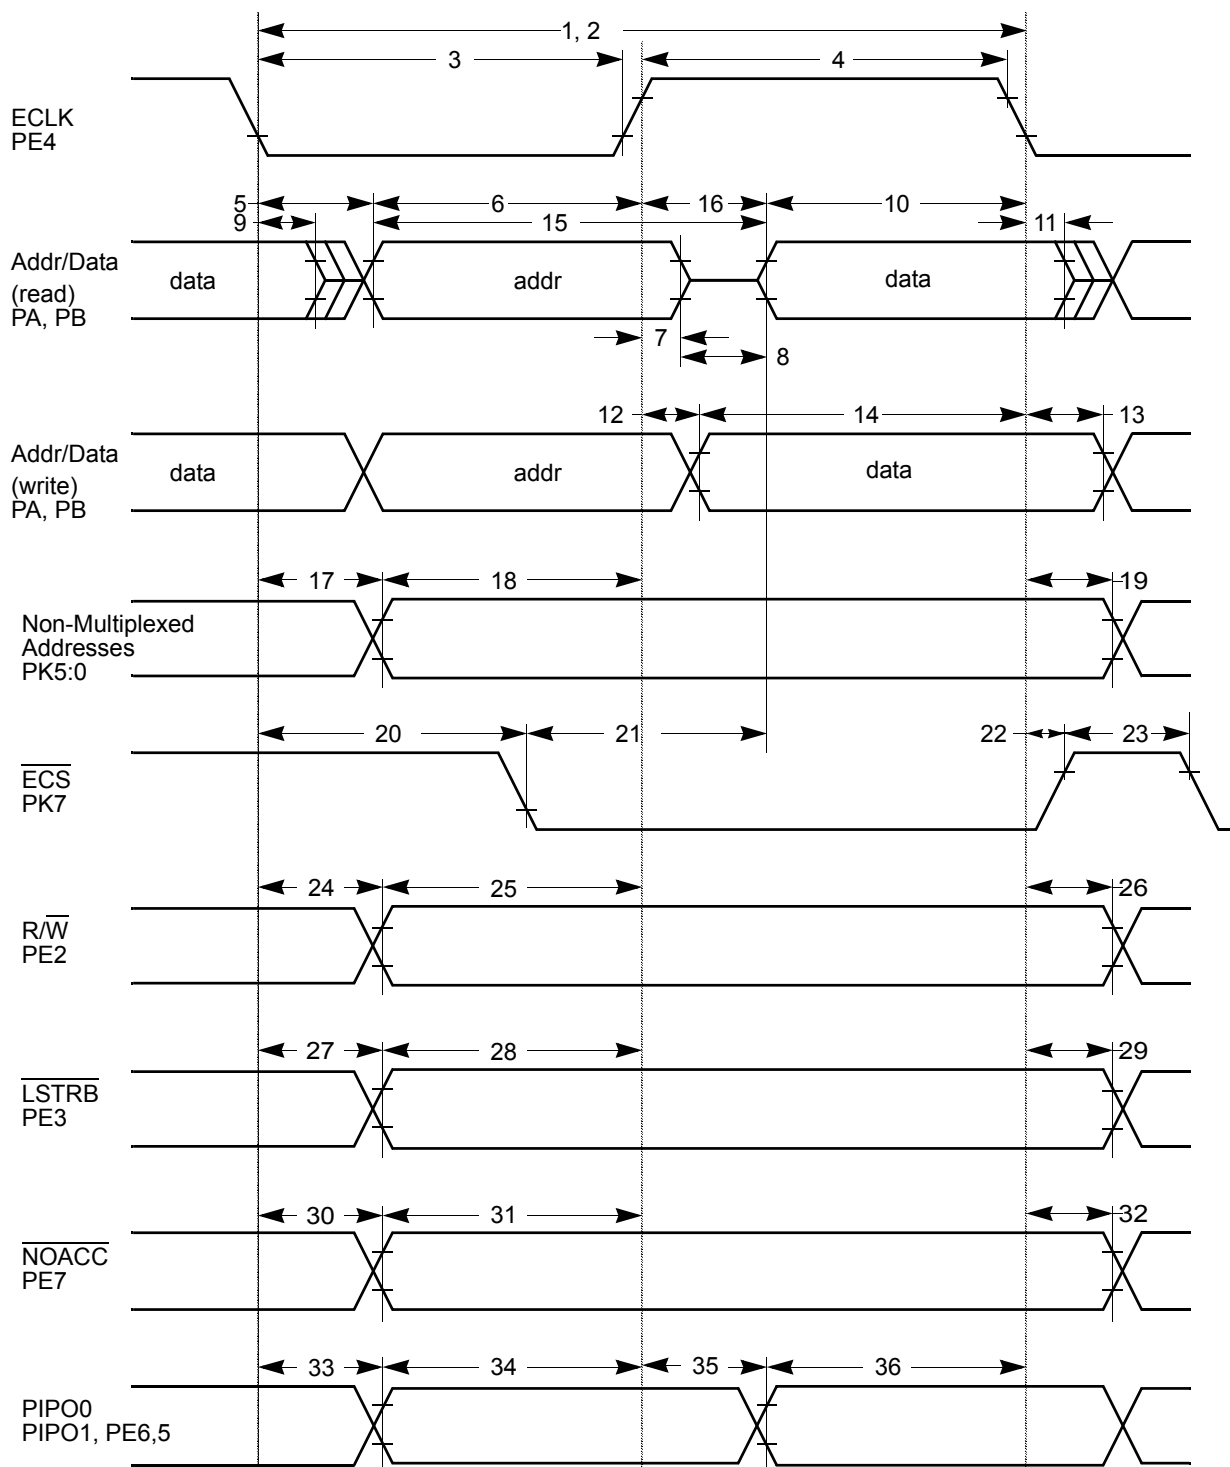 1, 2
3
4
ECLK
PE4
5
6
16
10
9
15
11
Addr/Data
(read)
PA, PB
data
addr
data
7
8
12
14
13
Addr/Data
(write)
PA, PB
data
addr
data
17
18
19
Non-Multiplexed
Addresses
PK5:0
20
21
22
23
ECS
PK7
24
25
26
R/W
PE2
27
28
29
LSTRB
PE3
30
31
32
NOACC
PE7
33
34
35
36
PIPO0
PIPO1, PE6,5